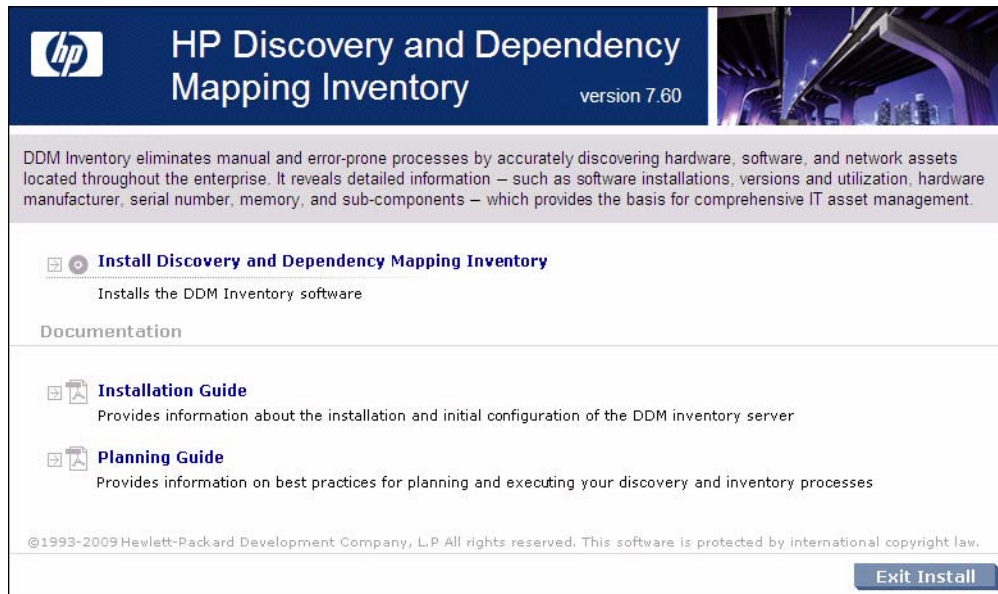 hp
HP Discovery and Dependency
Mapping Inventory
version 7.60
DDM Inventory eliminates manual and error-prone processes by accurately discovering hardware, software, and network assets
located throughout the enterprise. It reveals detailed information – such as software installations, versions and utilization, hardware
manufacturer, serial number, memory, and sub-components – which provides the basis for comprehensive IT asset management.
Install Discovery and Dependency Mapping Inventory
Installs the DDM Inventory software
Documentation
Installation Guide
Provides information about the installation and initial configuration of the DDM inventory server
Planning Guide
Provides information on best practices for planning and executing your discovery and inventory processes
©1993-2009 Hewlett-Packard Development Company, L.P All rights reserved. This software is protected by international copyright law.
Exit Install